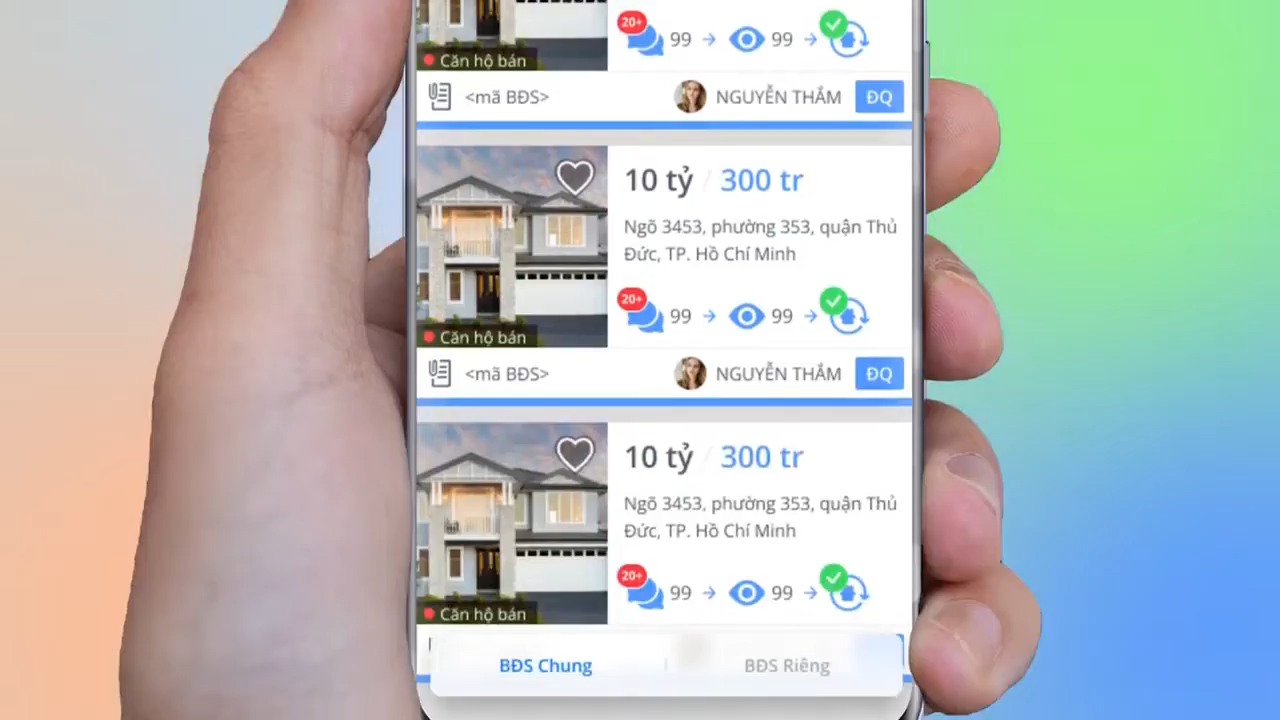 20+ 99 99
Căn hộ bán
<mã BĐS> NGUYỄN THẮM ĐQ
10 tỷ / 300 tr
Ngõ 3453, phường 353, quận Thủ
Đức, TP. Hồ Chí Minh
20+ 99 99
Căn hộ bán
<mã BĐS> NGUYỄN THẮM ĐQ
10 tỷ / 300 tr
Ngõ 3453, phường 353, quận Thủ
Đức, TP. Hồ Chí Minh
20+ 99 99
Căn hộ bán
BĐS Chung | BĐS Riêng